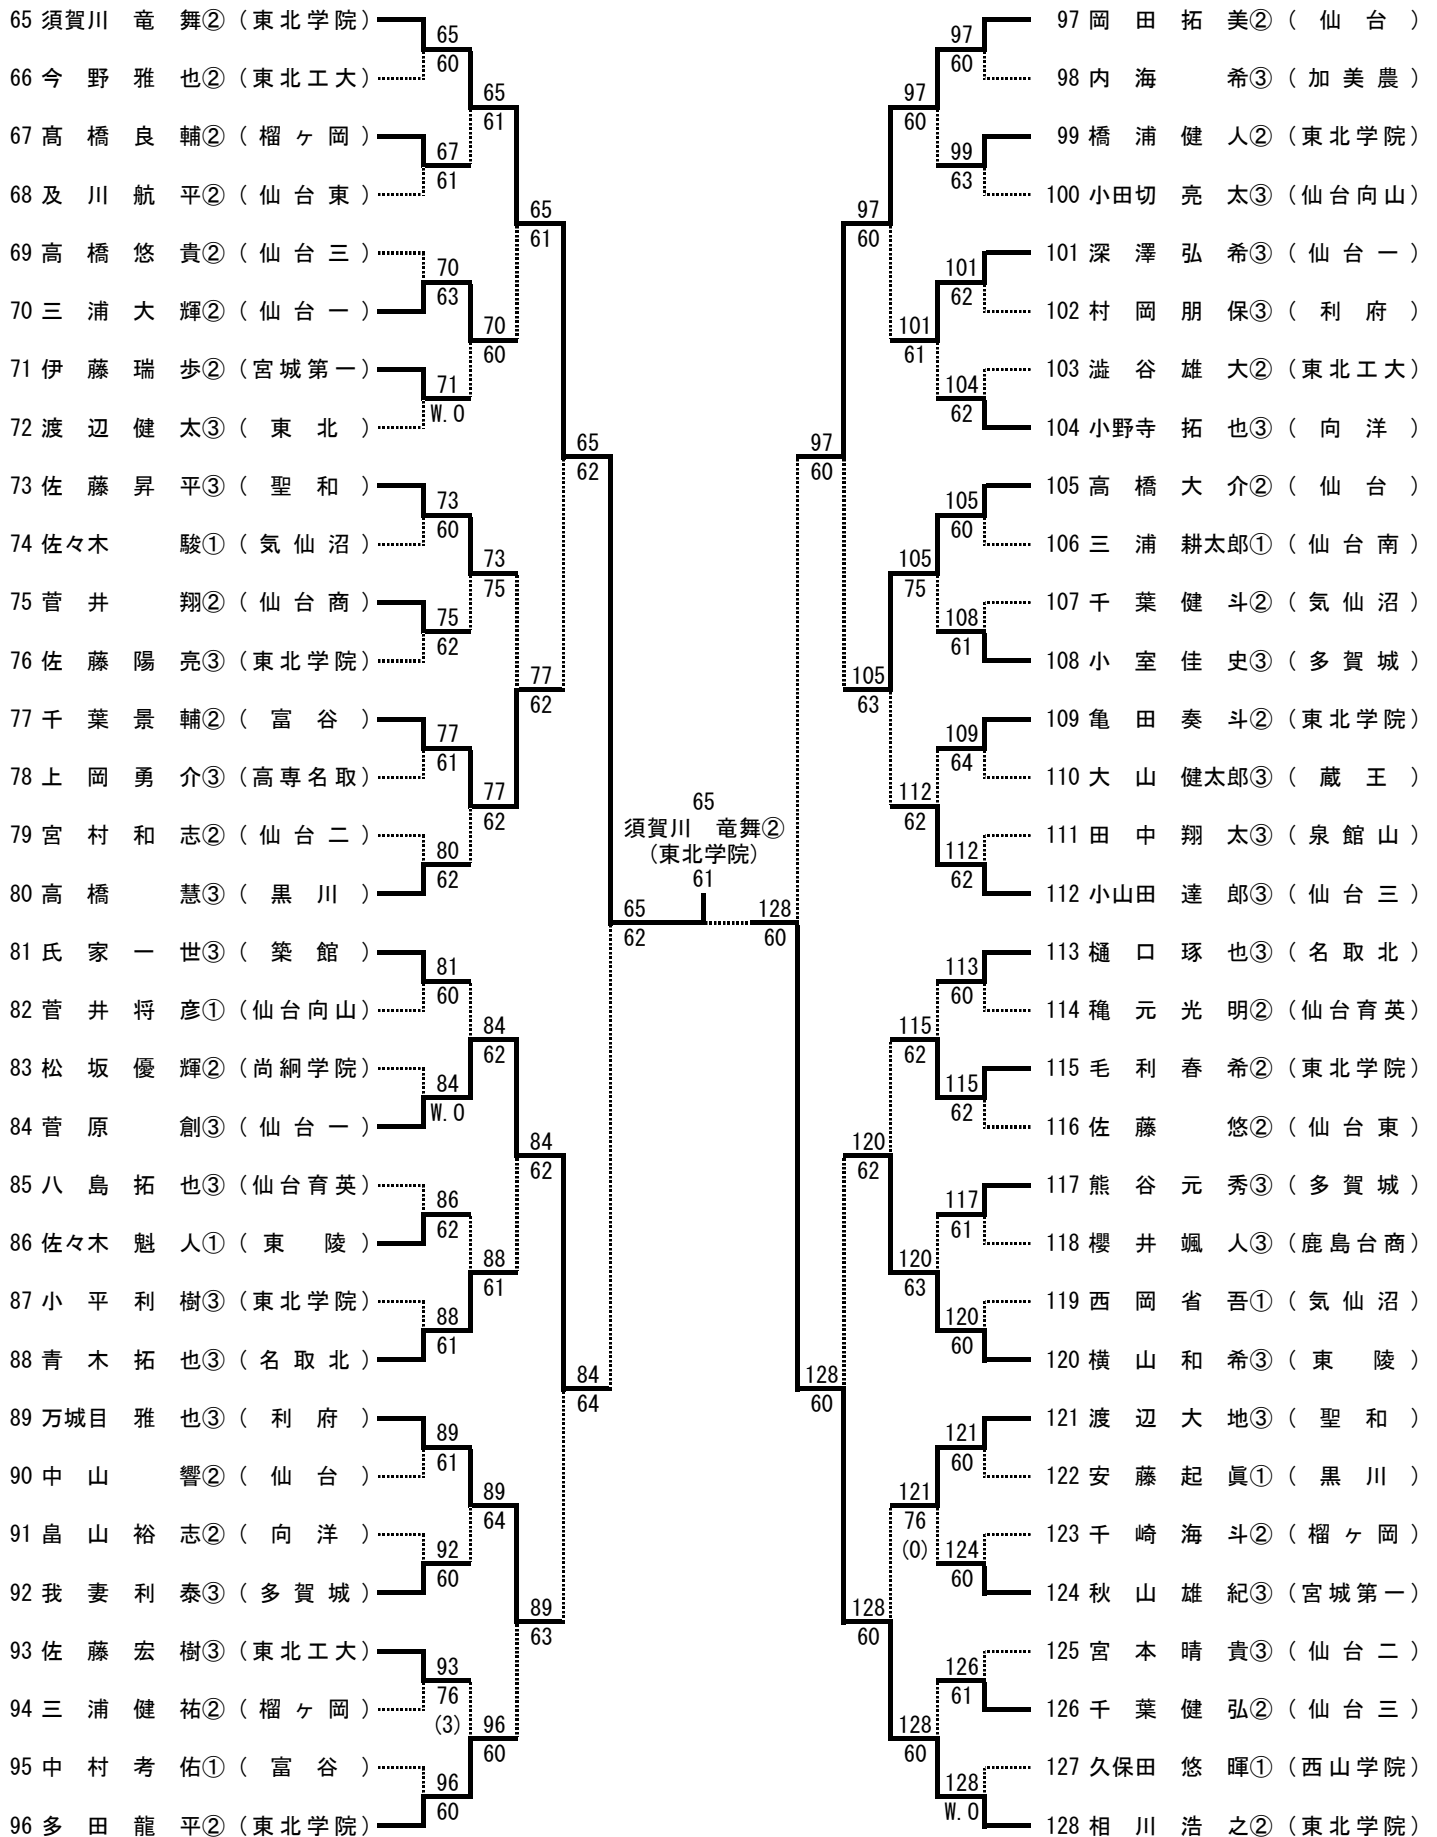 65 須賀川 竜 舞② (東北学院)
66 今 野 雅 也② (東北工大)
67 髙 橋 良 輔② (榴ヶ岡)
68 及 川 航 平② (仙台東)
69 高 橋 悠 貴② (仙台三)
70 三 浦 大 輝② (仙台一)
71 伊 藤 瑞 歩② (宮城第一)
72 渡 辺 健 太③ (東北)
73 佐 藤 昇 平③ (聖和)
74 佐々木 駿① (気仙沼)
75 菅 井 翔② (仙台商)
76 佐 藤 陽 亮③ (東北学院)
77 千 葉 景 輔② (富谷)
78 上 岡 勇 介③ (高専名取)
79 宮 村 和 志② (仙台二)
80 高 橋 慧③ (黒川)
81 氏 家 一 世③ (築館)
82 菅 井 将 彦① (仙台向山)
83 松 坂 優 輝② (尚絅学院)
84 菅 原 創③ (仙台一)
85 八 島 拓 也③ (仙台育英)
86 佐々木 魁 人① (東陵)
87 小 平 利 樹③ (東北学院)
88 青 木 拓 也③ (名取北)
89 万城目 雅 也③ (利府)
90 中 山 響② (仙台)
91 畠 山 裕 志② (向洋)
92 我 妻 利 泰③ (多賀城)
93 佐 藤 宏 樹③ (東北工大)
94 三 浦 健 祐② (榴ヶ岡)
95 中 村 考 佑① (富谷)
96 多 田 龍 平② (東北学院)
65
60
67
61
70
63
71
W.O
73
60
75
62
77
61
80
62
81
60
84
W.O
86
62
88
61
89
61
92
60
93
76
(3)
96
60
65
61
70
60
73
75
77
62
84
62
88
61
89
64
96
60
65
61
77
62
84
62
89
63
65
62
84
64
65
62
65
須賀川 竜舞②
(東北学院)
61
128
60
97
60
128
60
97
60
105
63
120
62
128
60
97
60
101
61
105
75
112
62
115
62
120
63
121
76
(0)
128
60
97
60
99
63
101
62
104
62
105
60
108
61
109
64
112
62
113
60
115
62
117
61
120
60
121
60
124
60
126
61
128
W.O
97 岡 田 拓 美② (仙台)
98 内 海 希③ (加美農)
99 橋 浦 健 人② (東北学院)
100 小田切 亮 太③ (仙台向山)
101 深 澤 弘 希③ (仙台一)
102 村 岡 朋 保③ (利府)
103 澁 谷 雄 大② (東北工大)
104 小野寺 拓 也③ (向洋)
105 高 橋 大 介② (仙台)
106 三 浦 耕太郎① (仙台南)
107 千 葉 健 斗② (気仙沼)
108 小 室 佳 史③ (多賀城)
109 亀 田 奏 斗② (東北学院)
110 大 山 健太郎③ (蔵王)
111 田 中 翔 太③ (泉館山)
112 小山田 達 郎③ (仙台三)
113 樋 口 琢 也③ (名取北)
114 穐 元 光 明② (仙台育英)
115 毛 利 春 希② (東北学院)
116 佐 藤 悠② (仙台東)
117 熊 谷 元 秀③ (多賀城)
118 櫻 井 颯 人③ (鹿島台商)
119 西 岡 省 吾① (気仙沼)
120 横 山 和 希③ (東陵)
121 渡 辺 大 地③ (聖和)
122 安 藤 起 眞① (黒川)
123 千 崎 海 斗② (榴ヶ岡)
124 秋 山 雄 紀③ (宮城第一)
125 宮 本 晴 貴③ (仙台二)
126 千 葉 健 弘② (仙台三)
127 久保田 悠 暉① (西山学院)
128 相 川 浩 之② (東北学院)